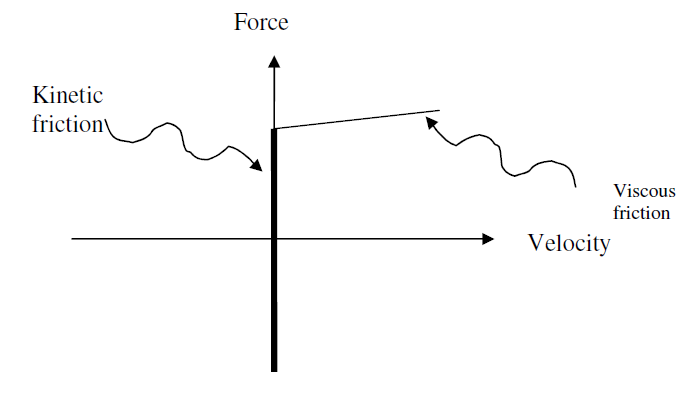 Force
Kinetic
friction
Viscous
friction
Velocity